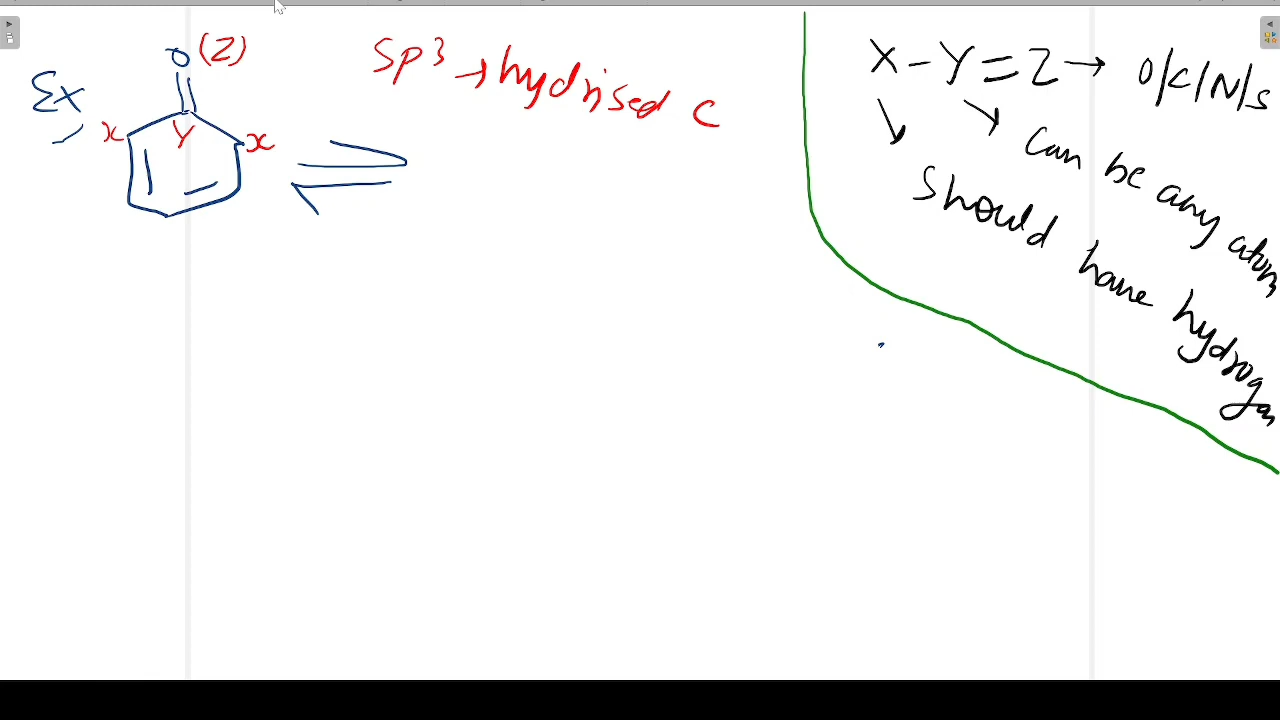 Ex
O (Z)
x Y x
Sp3 → hydrised C
X - Y = Z → O/C/N/S
Can be any atom
Should have hydrogen